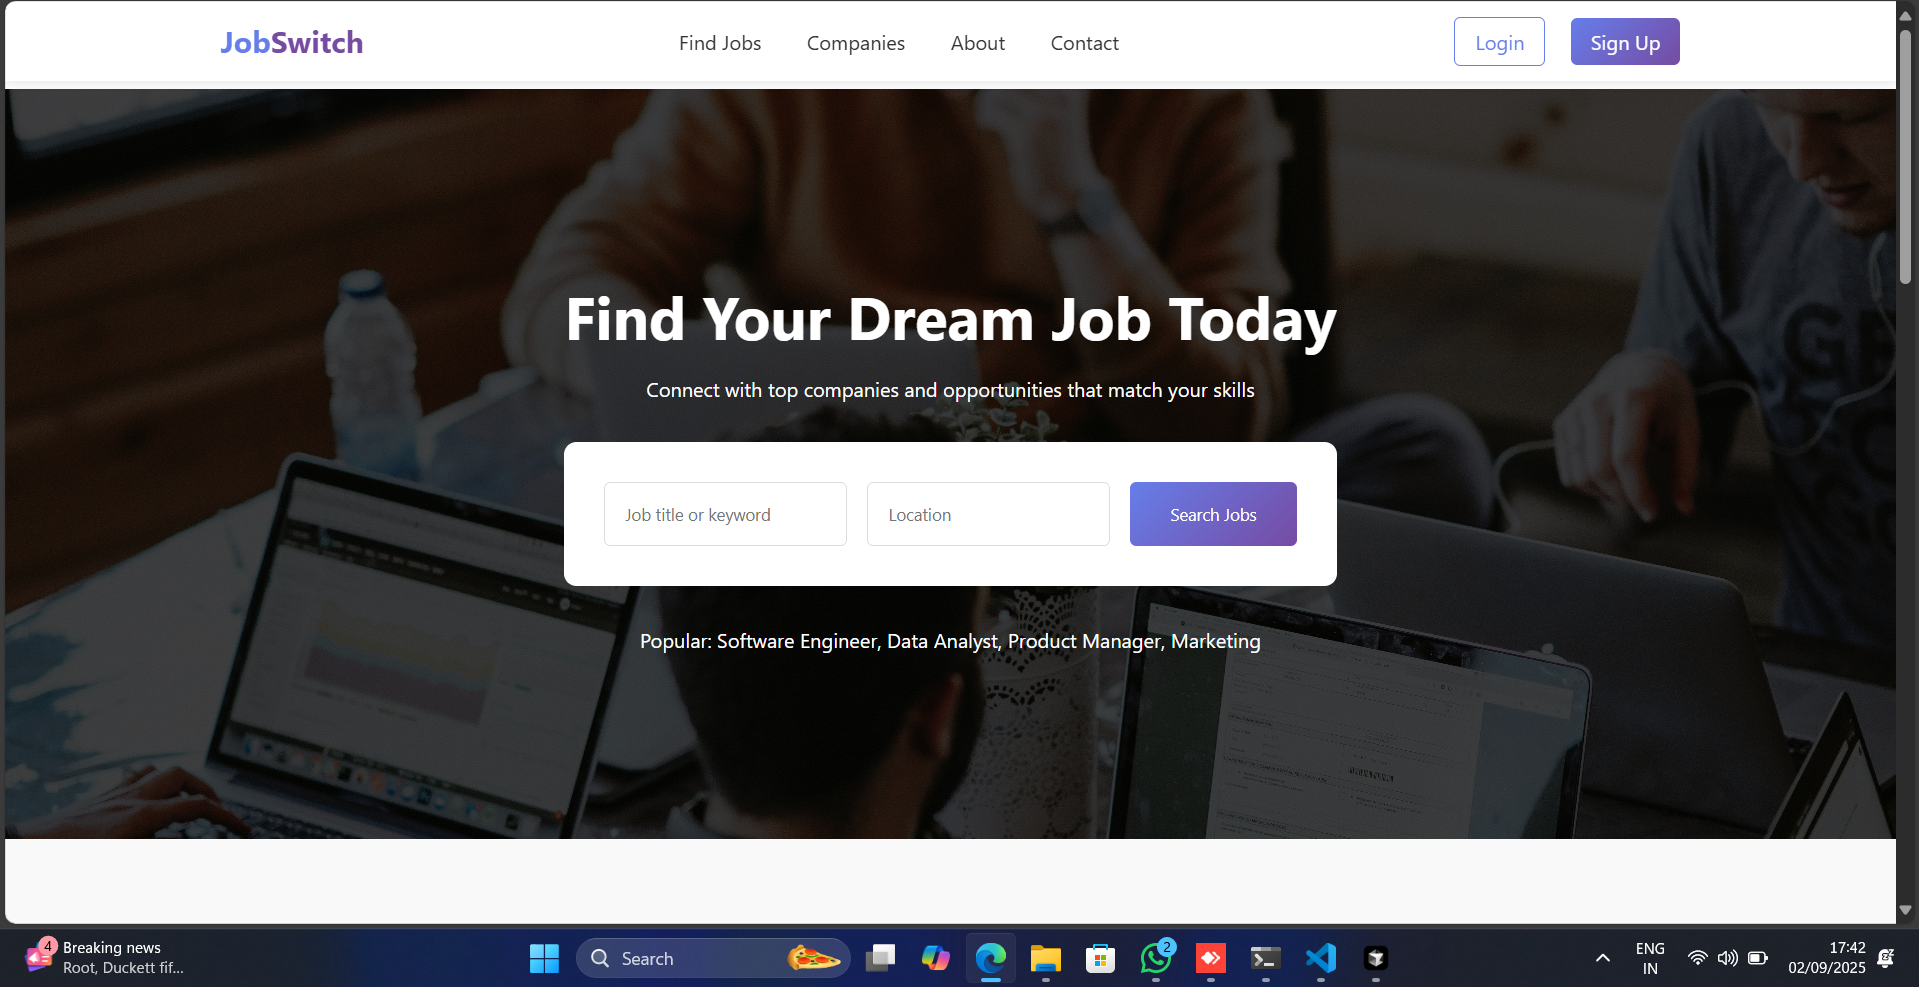 JobSwitch
Find Jobs
Companies
About
Contact
Login
Sign Up
Find Your Dream Job Today
Connect with top companies and opportunities that match your skills
Job title or keyword
Location
Search Jobs
Popular: Software Engineer, Data Analyst, Product Manager, Marketing
4
Breaking news
Root, Duckett fif...
Search
2
ENG
IN
17:42
02/09/2025